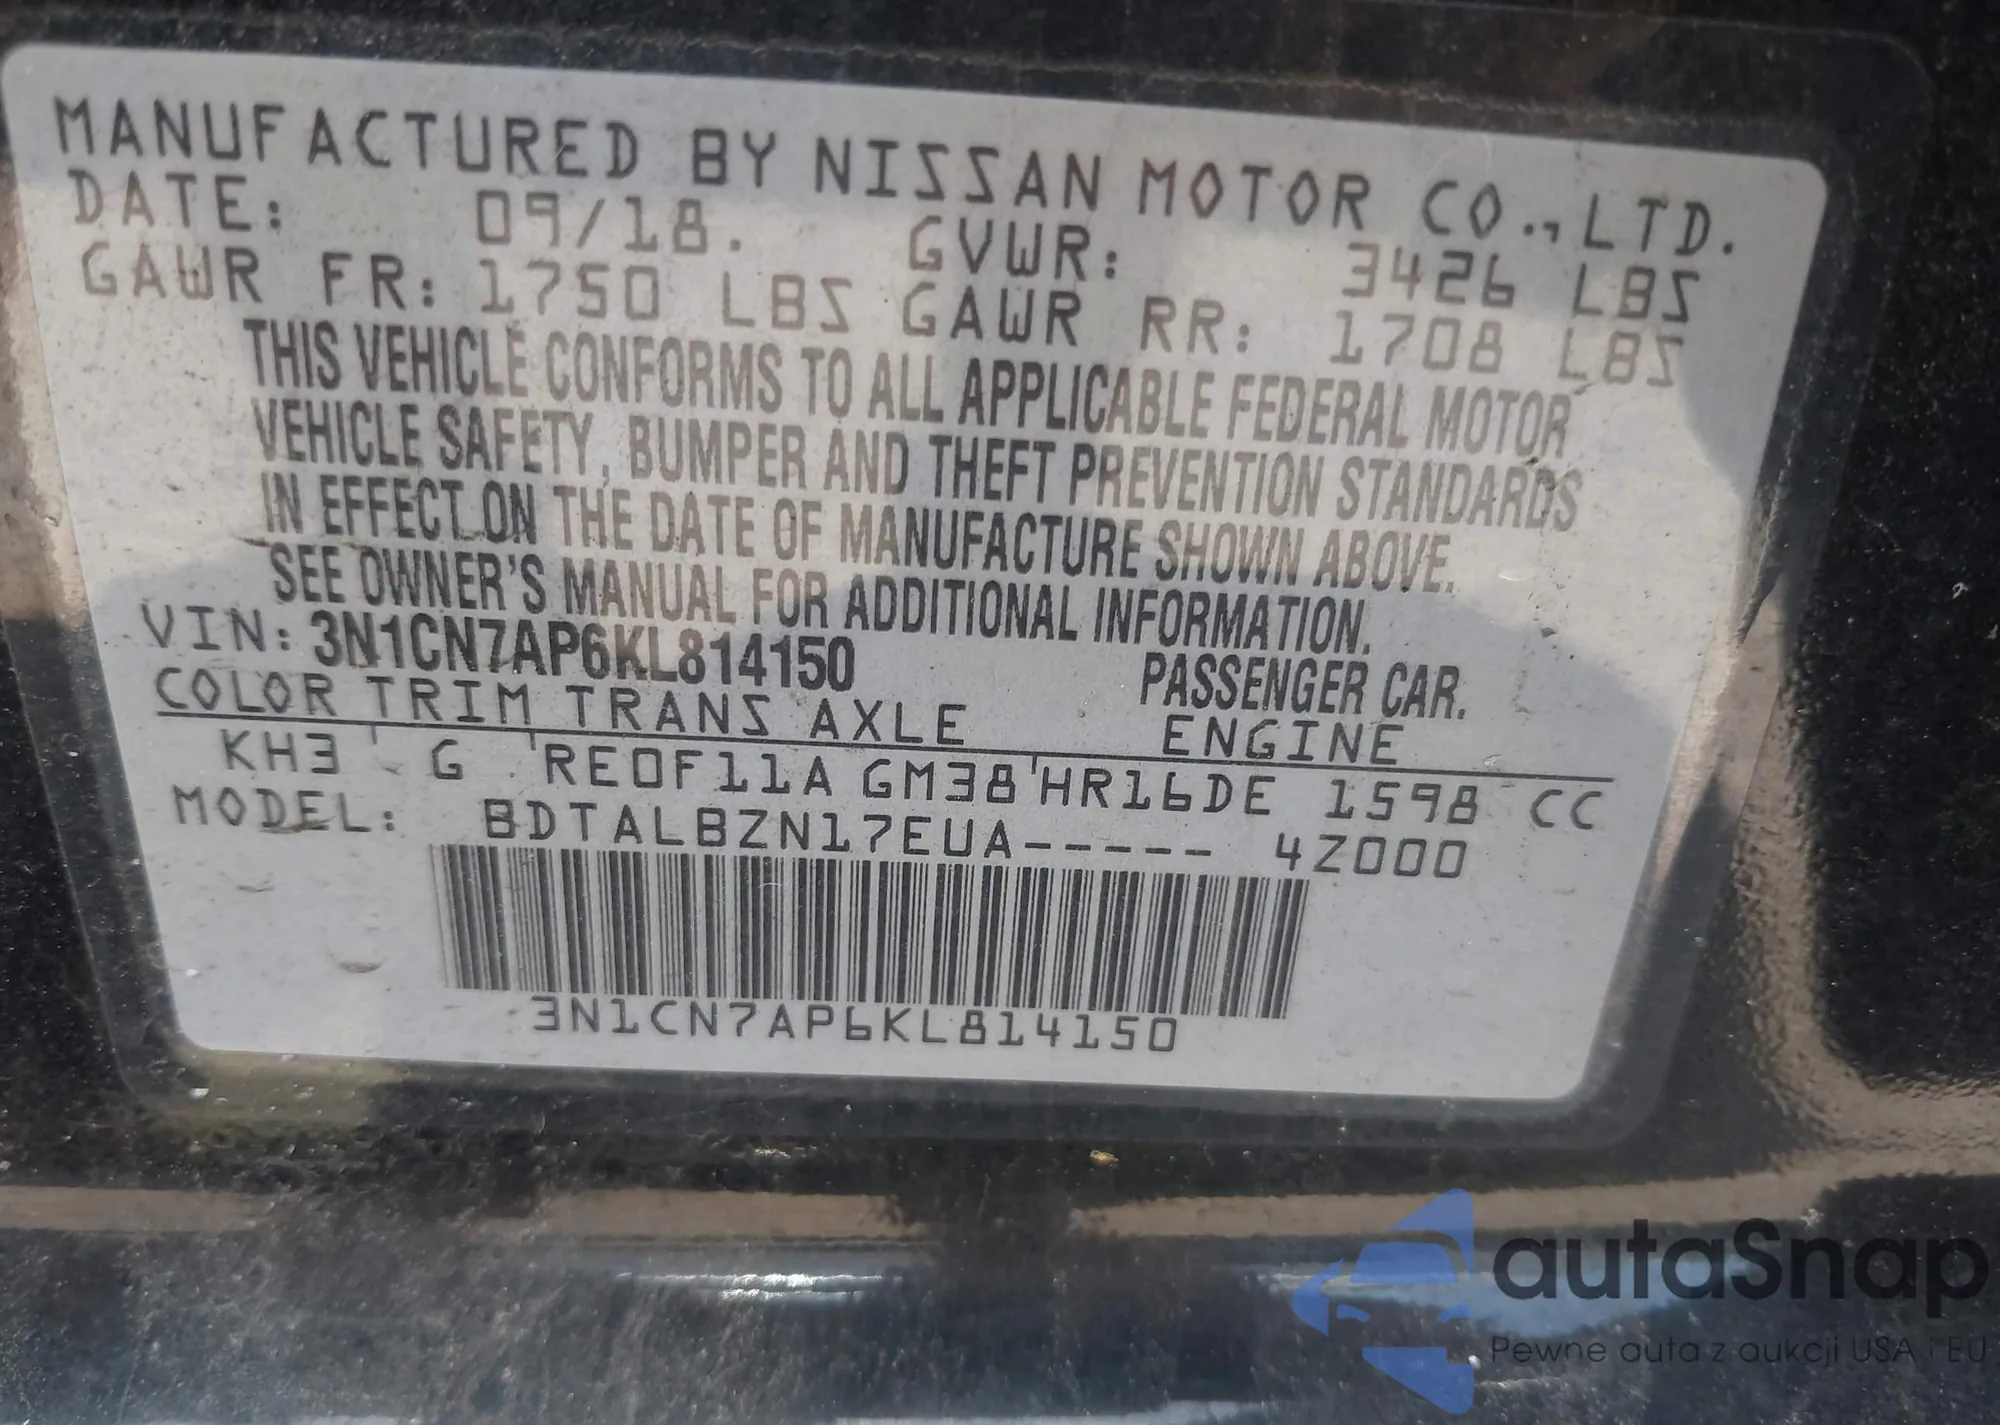 MANUFACTURED BY NISSAN MOTOR CO., LTD.
DATE: 09/18. GVWR: 3426 LBS
GAWR FR: 1750 LBS GAWR RR: 1708 LBS
THIS VEHICLE CONFORMS TO ALL APPLICABLE FEDERAL MOTOR
VEHICLE SAFETY, BUMPER AND THEFT PREVENTION STANDARDS
IN EFFECT ON THE DATE OF MANUFACTURE SHOWN ABOVE.
SEE OWNER'S MANUAL FOR ADDITIONAL INFORMATION.
VIN: 3N1CN7AP6KL814150 PASSENGER CAR.
COLOR TRIM TRANS AXLE ENGINE
KH3 G RE0F11A GM38 HR16DE 1598 CC
MODEL: BDTALBZN17EUA----- 4Z000
3N1CN7AP6KL814150
autaSnap
Pewne auta z aukcji USA i EU